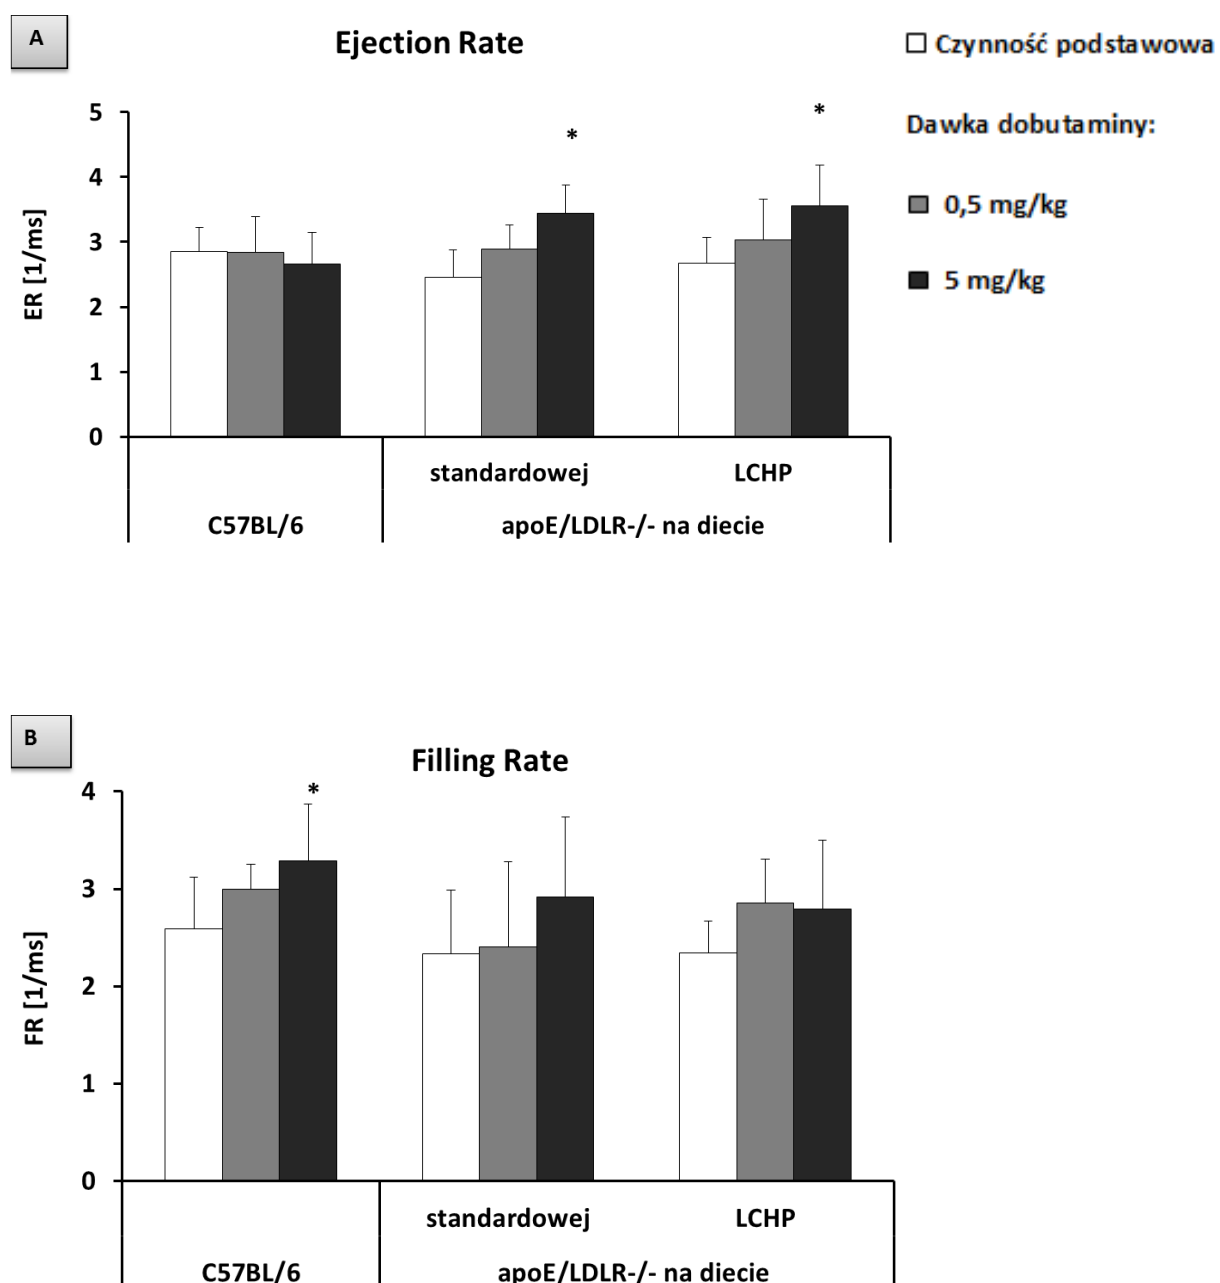 A
Ejection Rate
Czynność podstawowa
Dawka dobutaminy:
0,5 mg/kg
5 mg/kg
ER [1/ms]
5
4
3
2
1
0
*
*
standardowej LCHP
C57BL/6 apoE/LDLR-/- na diecie
B
Filling Rate
FR [1/ms]
4
3
2
1
0
*
standardowej LCHP
C57BL/6 apoE/LDLR-/- na diecie